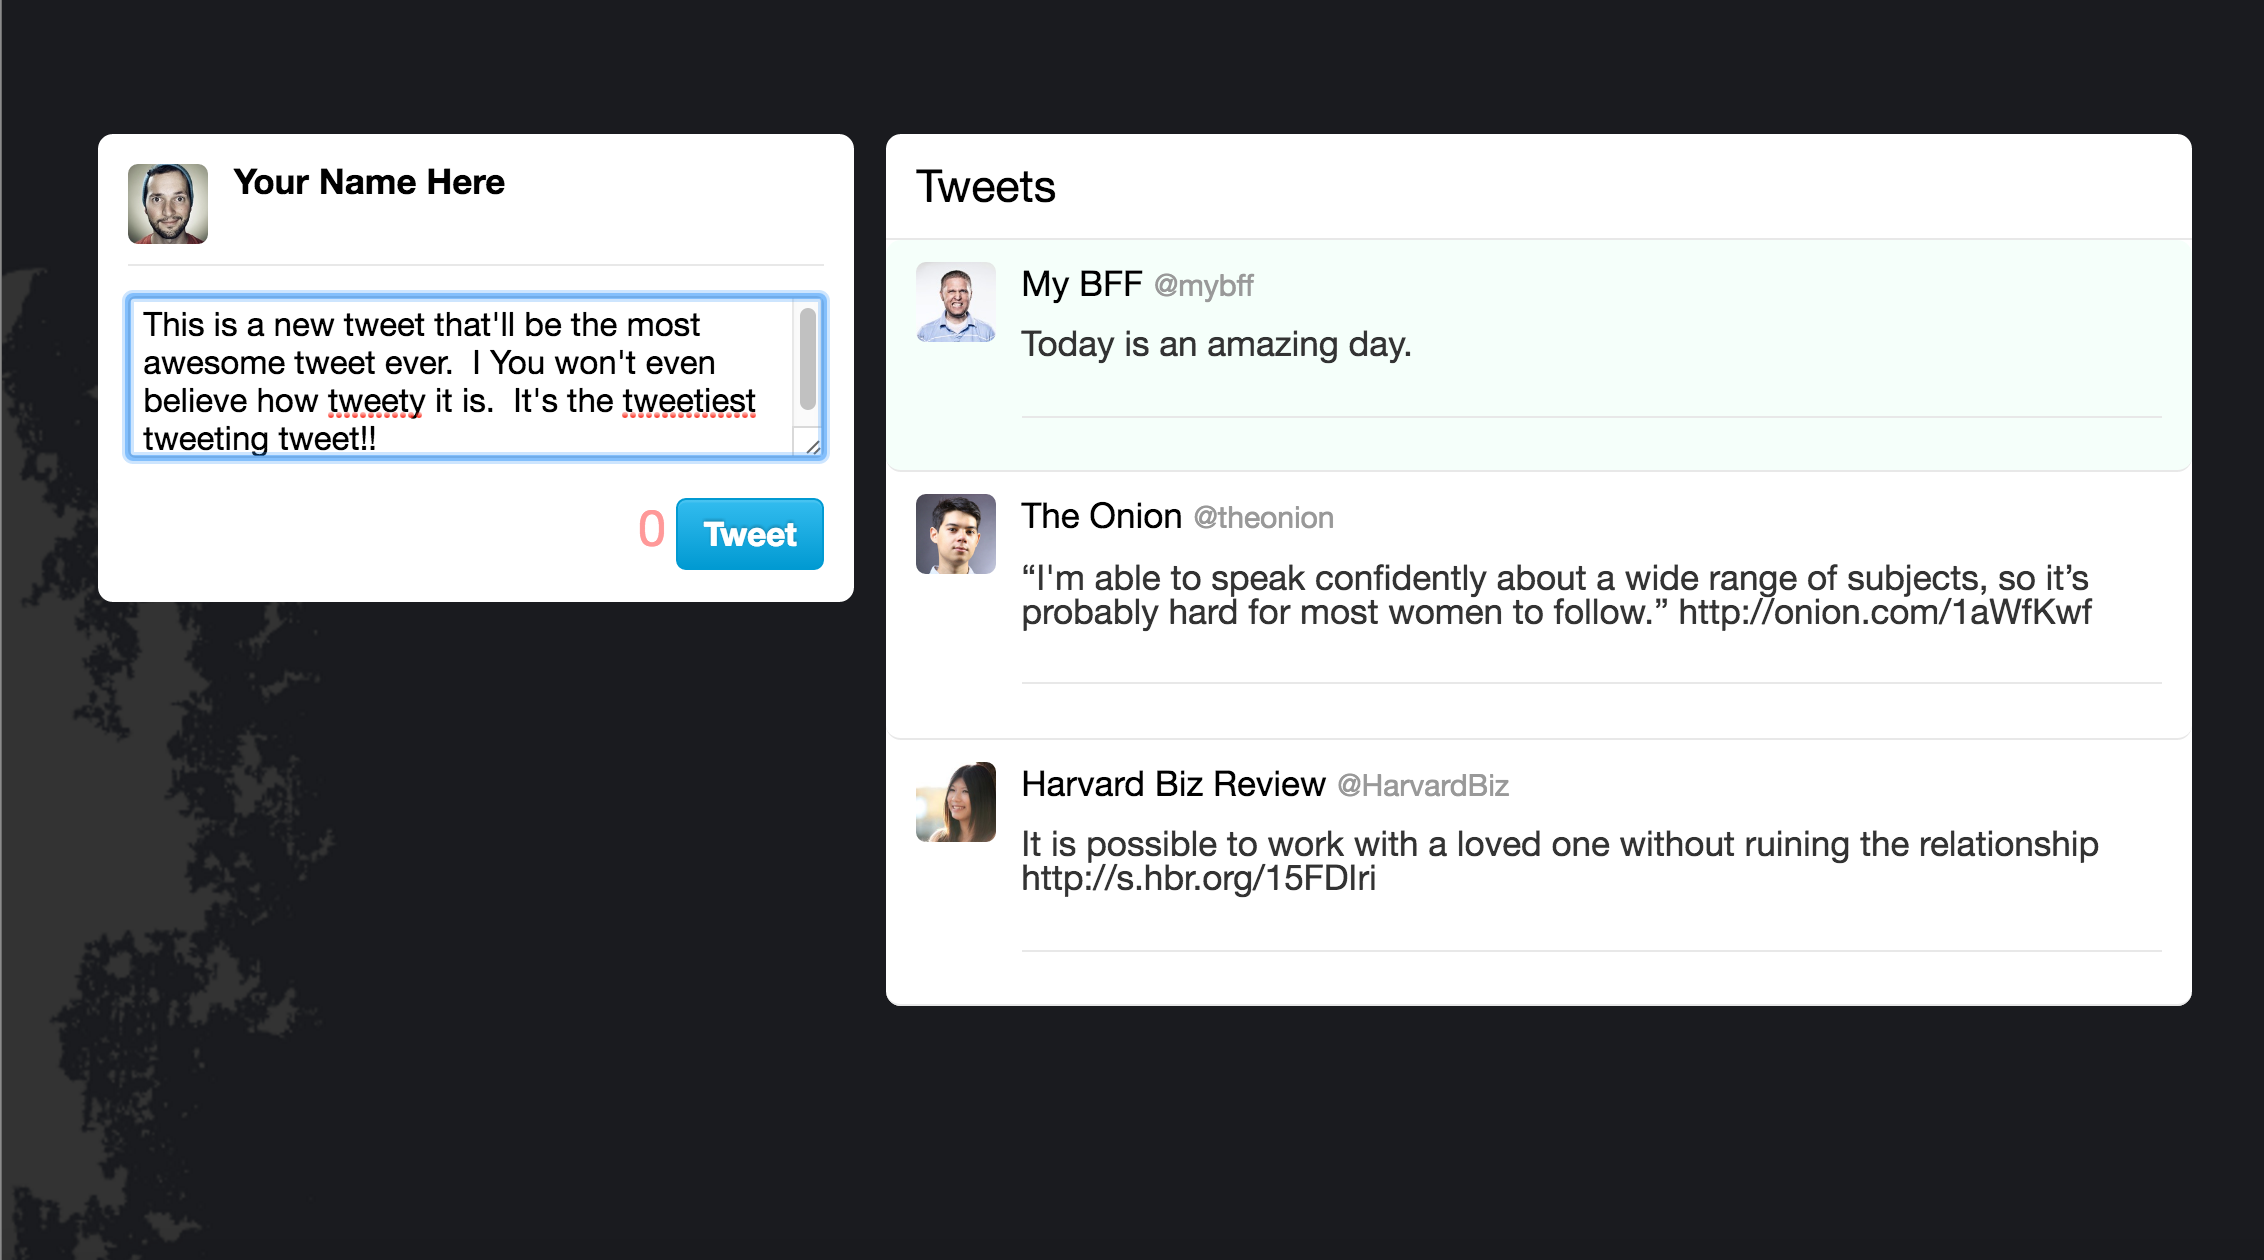 Your Name Here
This is a new tweet that'll be the most
awesome tweet ever.  I You won't even
believe how tweety it is.  It's the tweetiest
tweeting tweet!!
0 Tweet
Tweets
My BFF @mybff
Today is an amazing day.
The Onion @theonion
“I'm able to speak confidently about a wide range of subjects, so it’s
probably hard for most women to follow.” http://onion.com/1aWfKwf
Harvard Biz Review @HarvardBiz
It is possible to work with a loved one without ruining the relationship
http://s.hbr.org/15FDIri